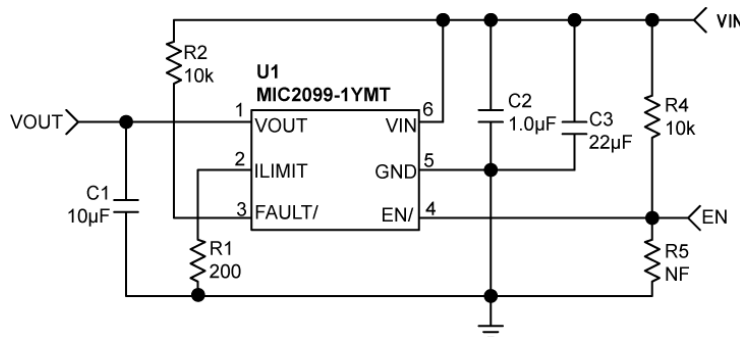 VIN
R2
10k
U1
MIC2099-1YMT
VOUT
1
VOUT
VIN
6
C2
1.0µF
C3
22µF
R4
10k
2
ILIMIT
GND
5
C1
10µF
3
FAULT/
EN/
4
EN
R1
200
R5
NF